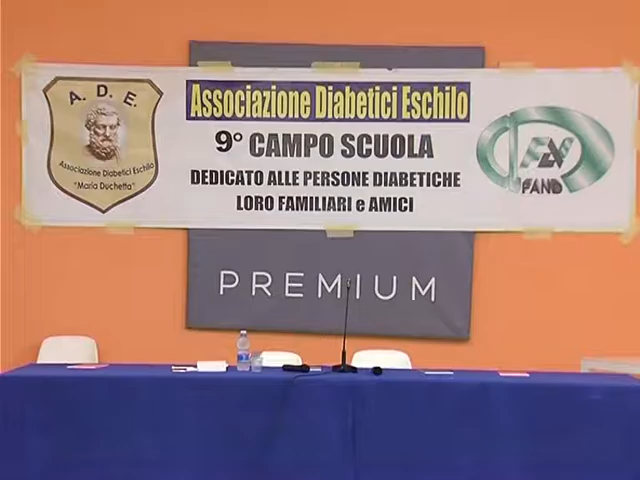 A. D. E.
Associazione Diabetici Eschilo
"Maria Duchetta"
Associazione Diabetici Eschilo
9° CAMPO SCUOLA
DEDICATO ALLE PERSONE DIABETICHE
LORO FAMILIARI e AMICI
FAND
PREMIUM